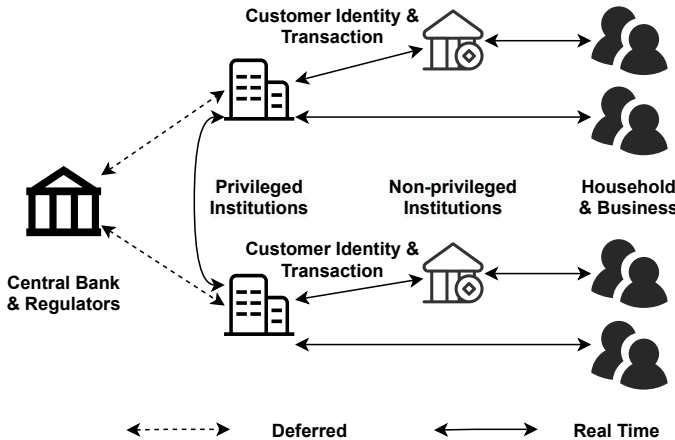 Customer Identity &
Transaction
Privileged
Institutions
Non-privileged
Institutions
Household
& Business
Central Bank
& Regulators
Customer Identity &
Transaction
Deferred
Real Time